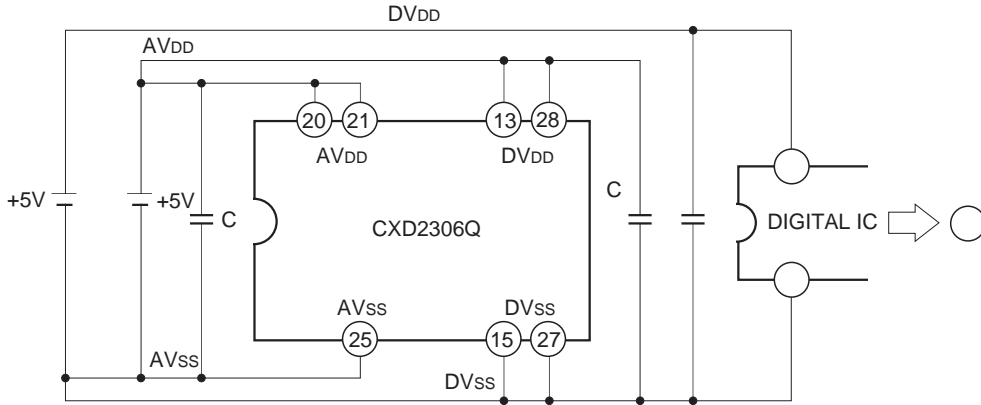 DVDD
AVDD
20 21 13 28
AVDD DVDD
+5V +5V C C
CXD2306Q DIGITAL IC
AVSS DVSS
25 15 27
AVSS
DVSS